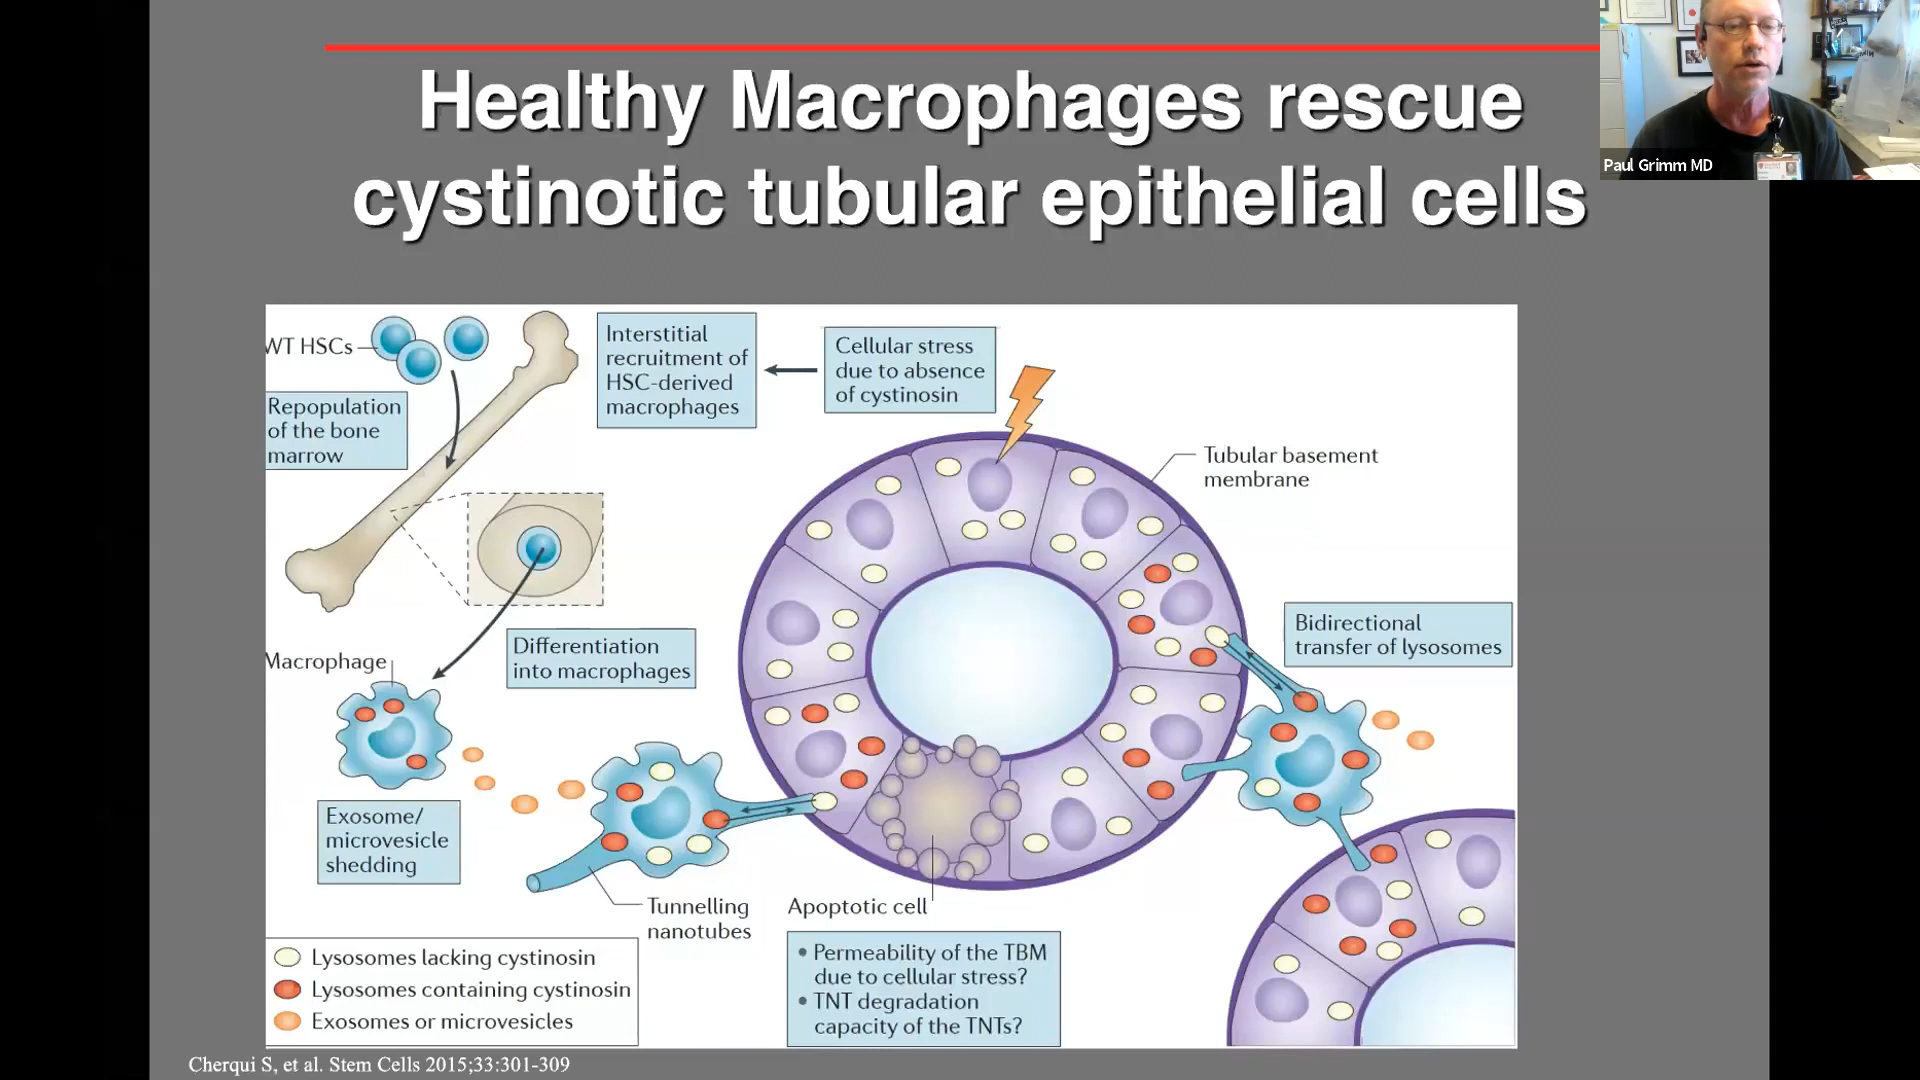 Healthy Macrophages rescue
cystinotic tubular epithelial cells
Paul Grimm MD
WT HSCs
Repopulation
of the bone
marrow
Interstitial
recruitment of
HSC-derived
macrophages
Cellular stress
due to absence
of cystinosin
Tubular basement
membrane
Differentiation
into macrophages
Bidirectional
transfer of lysosomes
Macrophage
Exosome/
microvesicle
shedding
Tunnelling
nanotubes
Apoptotic cell
• Permeability of the TBM
due to cellular stress?
• TNT degradation
capacity of the TNTs?
Lysosomes lacking cystinosin
Lysosomes containing cystinosin
Exosomes or microvesicles
Cherqui S, et al. Stem Cells 2015;33:301-309